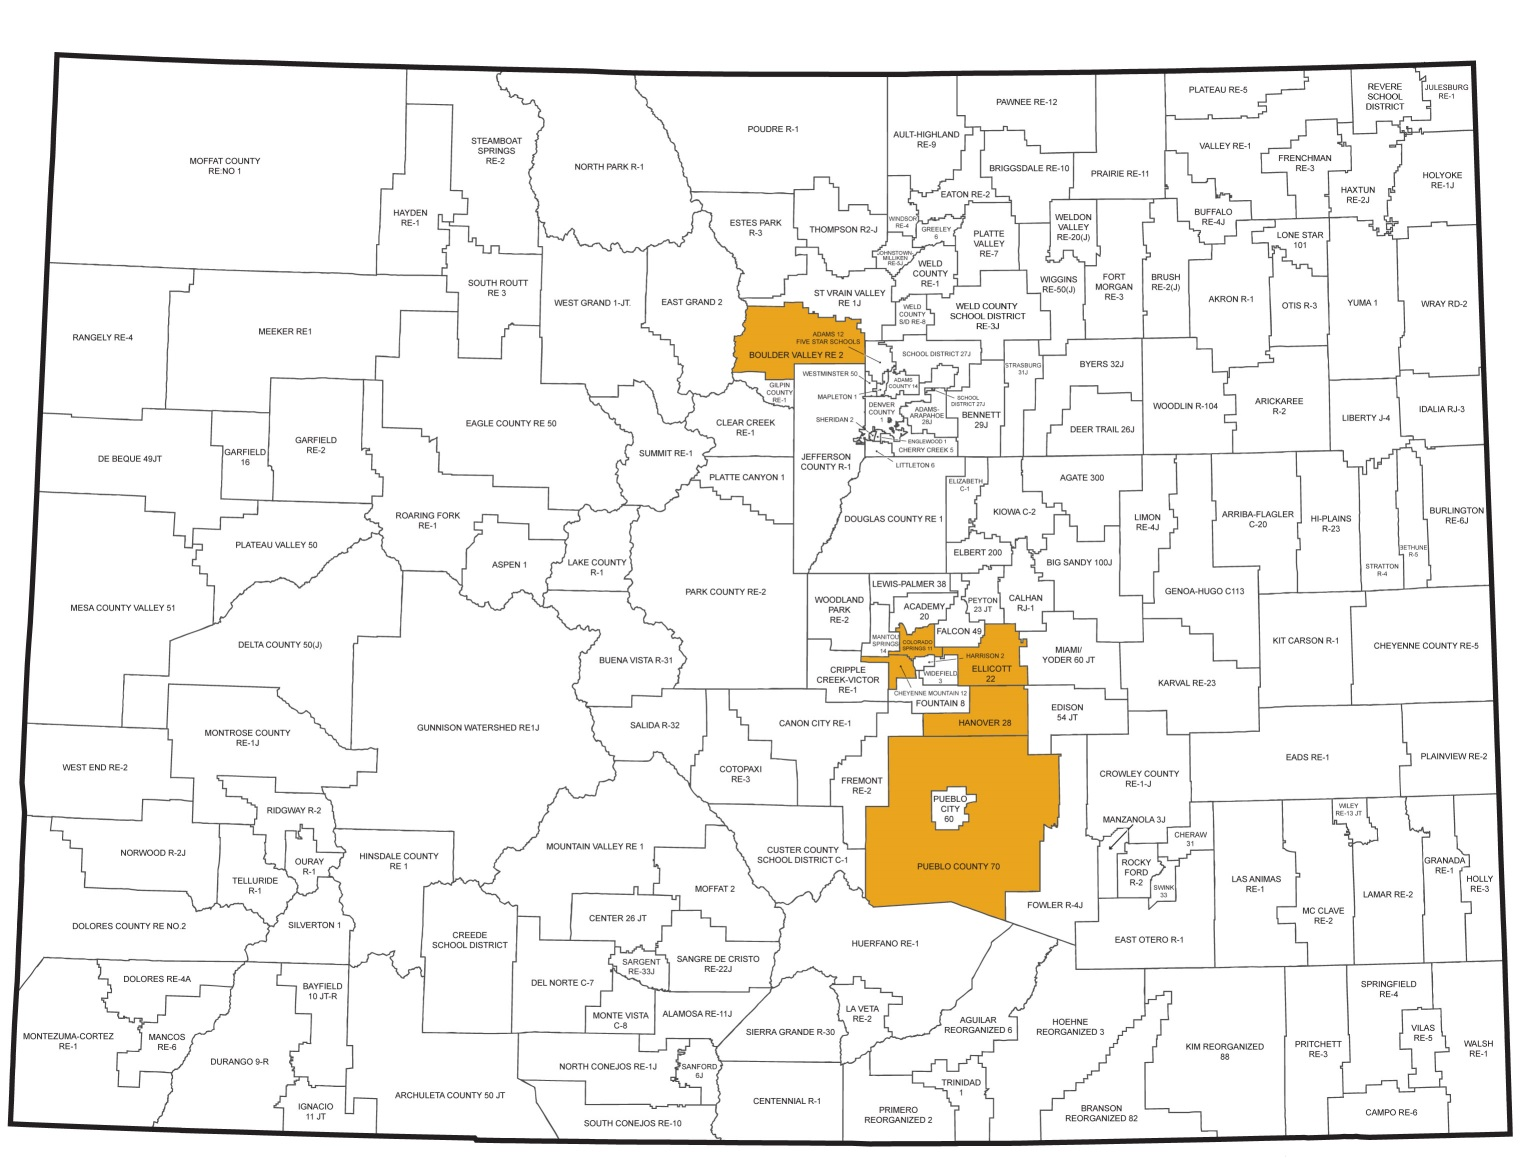 MOFFAT COUNTY
RE:NO 1
HAYDEN
RE-1
STEAMBOAT
SPRINGS
RE-2
NORTH PARK R-1
POUDRE R-1
AULT-HIGHLAND
RE-9
PAWNEE RE-12
BRIGGSDALE RE-10
PRAIRIE RE-11
PLATEAU RE-5
REVERE
SCHOOL
DISTRICT
JULESBURG
RE-1
VALLEY RE-1
FRENCHMAN
RE-3
HAXTUN
RE-2J
HOLYOKE
RE-1J
EATON RE-2
BUFFALO
RE-4J
LONE STAR
101
ESTES PARK
R-3
THOMPSON R2-J
WINDSOR
RE-4
GREELEY
6
PLATTE
VALLEY
RE-7
WELDON
VALLEY
RE-20(J)
JOHNSTOWN-
MILLIKEN
RE-5J
WELD
COUNTY
RE-1
SOUTH ROUTT
RE 3
WEST GRAND 1-JT.
EAST GRAND 2
ST VRAIN VALLEY
RE 1J
WELD
COUNTY
S/D RE-8
WELD COUNTY
SCHOOL DISTRICT
RE-3J
WIGGINS
RE-50(J)
FORT
MORGAN
RE-3
BRUSH
RE-2(J)
AKRON R-1
OTIS R-3
YUMA 1
WRAY RD-2
RANGELY RE-4
MEEKER RE1
ADAMS 12
FIVE STAR SCHOOLS
BOULDER VALLEY RE 2
SCHOOL DISTRICT 27J
STRASBURG
31J
BYERS 32J
WESTMINSTER 50
ADAMS
COUNTY 14
GILPIN
COUNTY
RE-1
MAPLETON 1
SCHOOL
DISTRICT 27J
DENVER
COUNTY
1
ADAMS-
ARAPAHOE
28J
BENNETT
29J
SHERIDAN 2
ENGLEWOOD 1
CHERRY CREEK 5
LITTLETON 6
DEER TRAIL 26J
WOODLIN R-104
ARICKAREE
R-2
LIBERTY J-4
IDALIA RJ-3
CLEAR CREEK
RE-1
EAGLE COUNTY RE 50
SUMMIT RE-1
JEFFERSON
COUNTY R-1
PLATTE CANYON 1
DE BEQUE 49JT
GARFIELD
16
GARFIELD
RE-2
ROARING FORK
RE-1
DOUGLAS COUNTY RE 1
ELIZABETH
C-1
KIOWA C-2
AGATE 300
LIMON
RE-4J
ARRIBA-FLAGLER
C-20
HI-PLAINS
R-23
STRATTON
R-4
BETHUNE
R-5
BURLINGTON
RE-6J
ELBERT 200
BIG SANDY 100J
GENOA-HUGO C113
PLATEAU VALLEY 50
ASPEN 1
LAKE COUNTY
R-1
PARK COUNTY RE-2
LEWIS-PALMER 38
WOODLAND
PARK
RE-2
ACADEMY
20
PEYTON
23 JT
CALHAN
RJ-1
MESA COUNTY VALLEY 51
DELTA COUNTY 50(J)
MANITOU
SPRINGS
14
COLORADO
SPRINGS 11
FALCON 49
HARRISON 2
ELLICOTT
22
MIAMI/
YODER 60 JT
KIT CARSON R-1
CHEYENNE COUNTY RE-5
BUENA VISTA R-31
CRIPPLE
CREEK-VICTOR
RE-1
WIDEFIELD
3
CHEYENNE MOUNTAIN 12
FOUNTAIN 8
KARVAL RE-23
EDISON
54 JT
HANOVER 28
MONTROSE COUNTY
RE-1J
GUNNISON WATERSHED RE1J
SALIDA R-32
CANON CITY RE-1
COTOPAXI
RE-3
FREMONT
RE-2
WEST END RE-2
CROWLEY COUNTY
RE-1-J
EADS RE-1
PLAINVIEW RE-2
PUEBLO
CITY
60
RIDGWAY R-2
MANZANOLA 3J
CHERAW
31
WILEY
RE-13 JT
NORWOOD R-2J
OURAY
R-1
TELLURIDE
R-1
HINSDALE COUNTY
RE 1
MOUNTAIN VALLEY RE 1
MOFFAT 2
CUSTER COUNTY
SCHOOL DISTRICT C-1
PUEBLO COUNTY 70
ROCKY
FORD
R-2
SWINK
33
LAS ANIMAS
RE-1
MC CLAVE
RE-2
LAMAR RE-2
GRANADA
RE-1
HOLLY
RE-3
FOWLER R-4J
DOLORES COUNTY RE NO.2
SILVERTON 1
CREEDE
SCHOOL DISTRICT
CENTER 26 JT
EAST OTERO R-1
HUERFANO RE-1
SARGENT
RE-33J
SANGRE DE CRISTO
RE-22J
DEL NORTE C-7
DOLORES RE-4A
BAYFIELD
10 JT-R
MONTE VISTA
C-8
ALAMOSA RE-11J
SIERRA GRANDE R-30
LA VETA
RE-2
AGUILAR
REORGANIZED 6
HOEHNE
REORGANIZED 3
SPRINGFIELD
RE-4
VILAS
RE-5
WALSH
RE-1
MONTEZUMA-CORTEZ
RE-1
MANCOS
RE-6
DURANGO 9-R
KIM REORGANIZED
88
PRITCHETT
RE-3
NORTH CONEJOS RE-1J
SANFORD
6J
ARCHULETA COUNTY 50 JT
IGNACIO
11 JT
SOUTH CONEJOS RE-10
CENTENNIAL R-1
PRIMERO
REORGANIZED 2
TRINIDAD
1
BRANSON
REORGANIZED 82
CAMPO RE-6